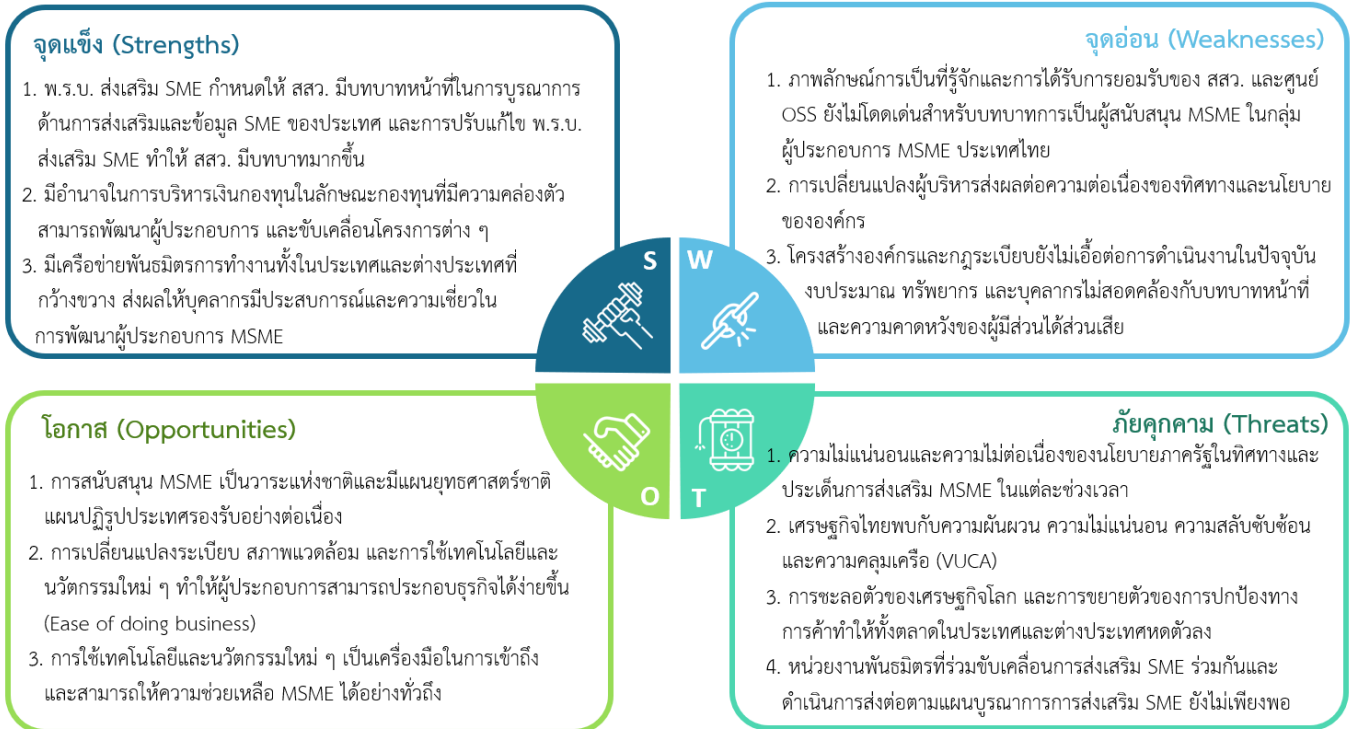 จุดแข็ง (Strengths)
1. พ.ร.บ. ส่งเสริม SME กำหนดให้ สสว. มีบทบาทหน้าที่ในการบูรณาการ
ด้านการส่งเสริมและข้อมูล SME ของประเทศ และการปรับแก้ไข พ.ร.บ.
ส่งเสริม SME ทำให้ สสว. มีบทบาทมากขึ้น
2. มีอำนาจในการบริหารเงินกองทุนในลักษณะกองทุนที่มีความคล่องตัว
สามารถพัฒนาผู้ประกอบการ และขับเคลื่อนโครงการต่าง ๆ
3. มีเครือข่ายพันธมิตรการทำงานทั้งในประเทศและต่างประเทศที่
กว้างขวาง ส่งผลให้บุคลากรมีประสบการณ์และความเชี่ยวใน
การพัฒนาผู้ประกอบการ MSME
จุดอ่อน (Weaknesses)
1. ภาพลักษณ์การเป็นที่รู้จักและการได้รับการยอมรับของ สสว. และศูนย์
OSS ยังไม่โดดเด่นสำหรับบทบาทการเป็นผู้สนับสนุน MSME ในกลุ่ม
ผู้ประกอบการ MSME ประเทศไทย
2. การเปลี่ยนแปลงผู้บริหารส่งผลต่อความต่อเนื่องของทิศทางและนโยบาย
ขององค์กร
3. โครงสร้างองค์กรและกฎระเบียบยังไม่เอื้อต่อการดำเนินงานในปัจจุบัน
งบประมาณ ทรัพยากร และบุคลากรไม่สอดคล้องกับบทบาทหน้าที่
และความคาดหวังของผู้มีส่วนได้ส่วนเสีย
S W
O T
โอกาส (Opportunities)
1. การสนับสนุน MSME เป็นวาระแห่งชาติและมีแผนยุทธศาสตร์ชาติ
แผนปฏิรูปประเทศรองรับอย่างต่อเนื่อง
2. การเปลี่ยนแปลงระเบียบ สภาพแวดล้อม และการใช้เทคโนโลยีและ
นวัตกรรมใหม่ ๆ ทำให้ผู้ประกอบการสามารถประกอบธุรกิจได้ง่ายขึ้น
(Ease of doing business)
3. การใช้เทคโนโลยีและนวัตกรรมใหม่ ๆ เป็นเครื่องมือในการเข้าถึง
และสามารถให้ความช่วยเหลือ MSME ได้อย่างทั่วถึง
ภัยคุกคาม (Threats)
1. ความไม่แน่นอนและความไม่ต่อเนื่องของนโยบายภาครัฐในทิศทางและ
ประเด็นการส่งเสริม MSME ในแต่ละช่วงเวลา
2. เศรษฐกิจไทยพบกับความผันผวน ความไม่แน่นอน ความสลับซับซ้อน
และความคลุมเครือ (VUCA)
3. การชะลอตัวของเศรษฐกิจโลก และการขยายตัวของการปกป้องทาง
การค้าทำให้ทั้งตลาดในประเทศและต่างประเทศหดตัวลง
4. หน่วยงานพันธมิตรที่ร่วมขับเคลื่อนการส่งเสริม SME ร่วมกันและ
ดำเนินการส่งต่อตามแผนบูรณาการการส่งเสริม SME ยังไม่เพียงพอ